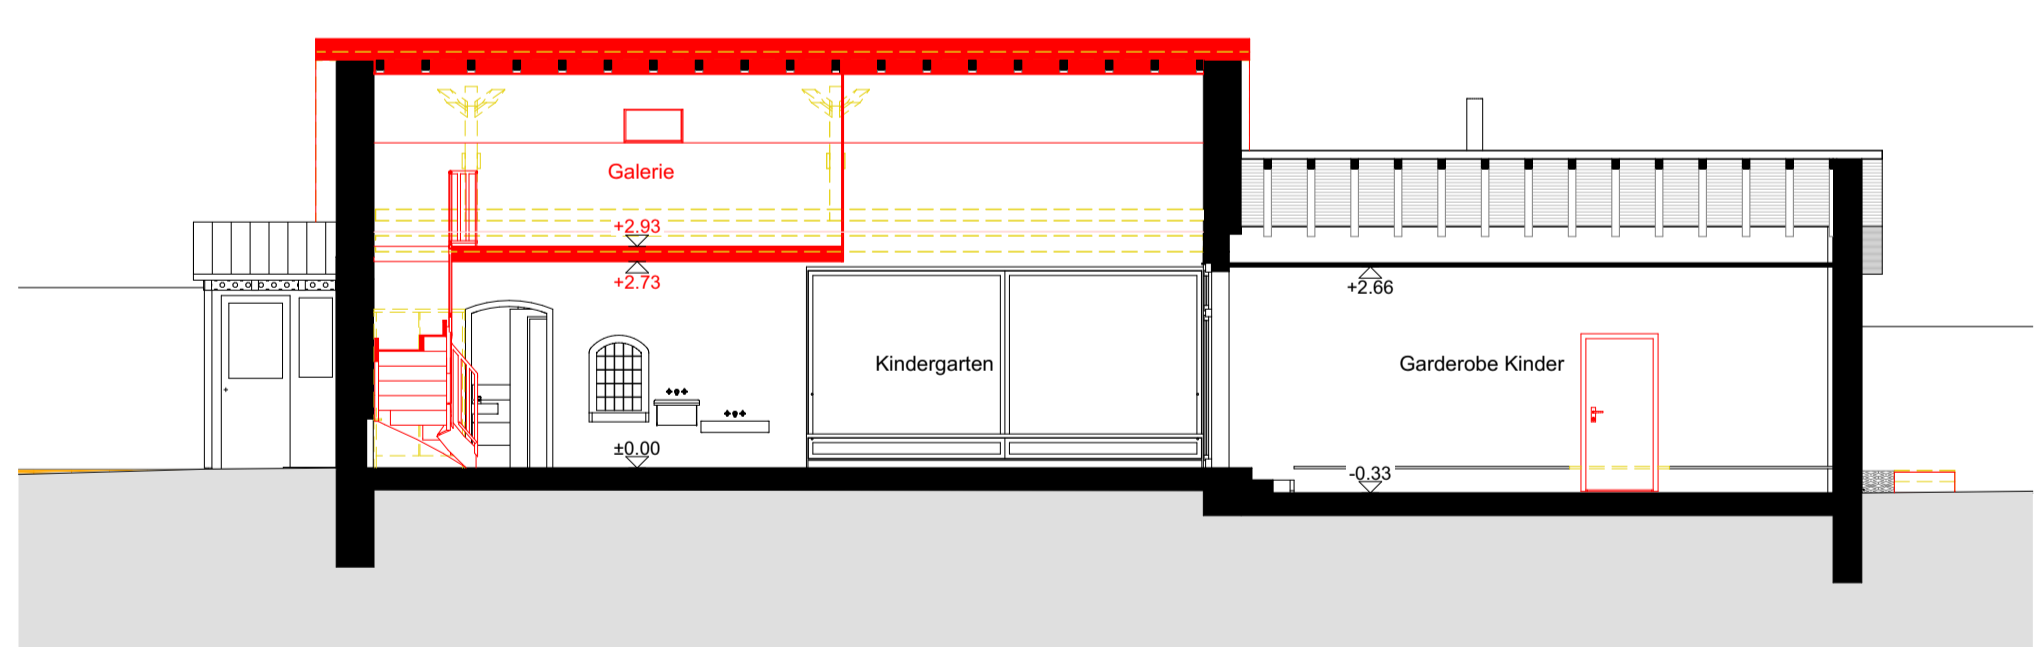 Galerie
+2.93
+2.73
+2.66
Kindergarten
Garderobe Kinder
±0.00
-0.33